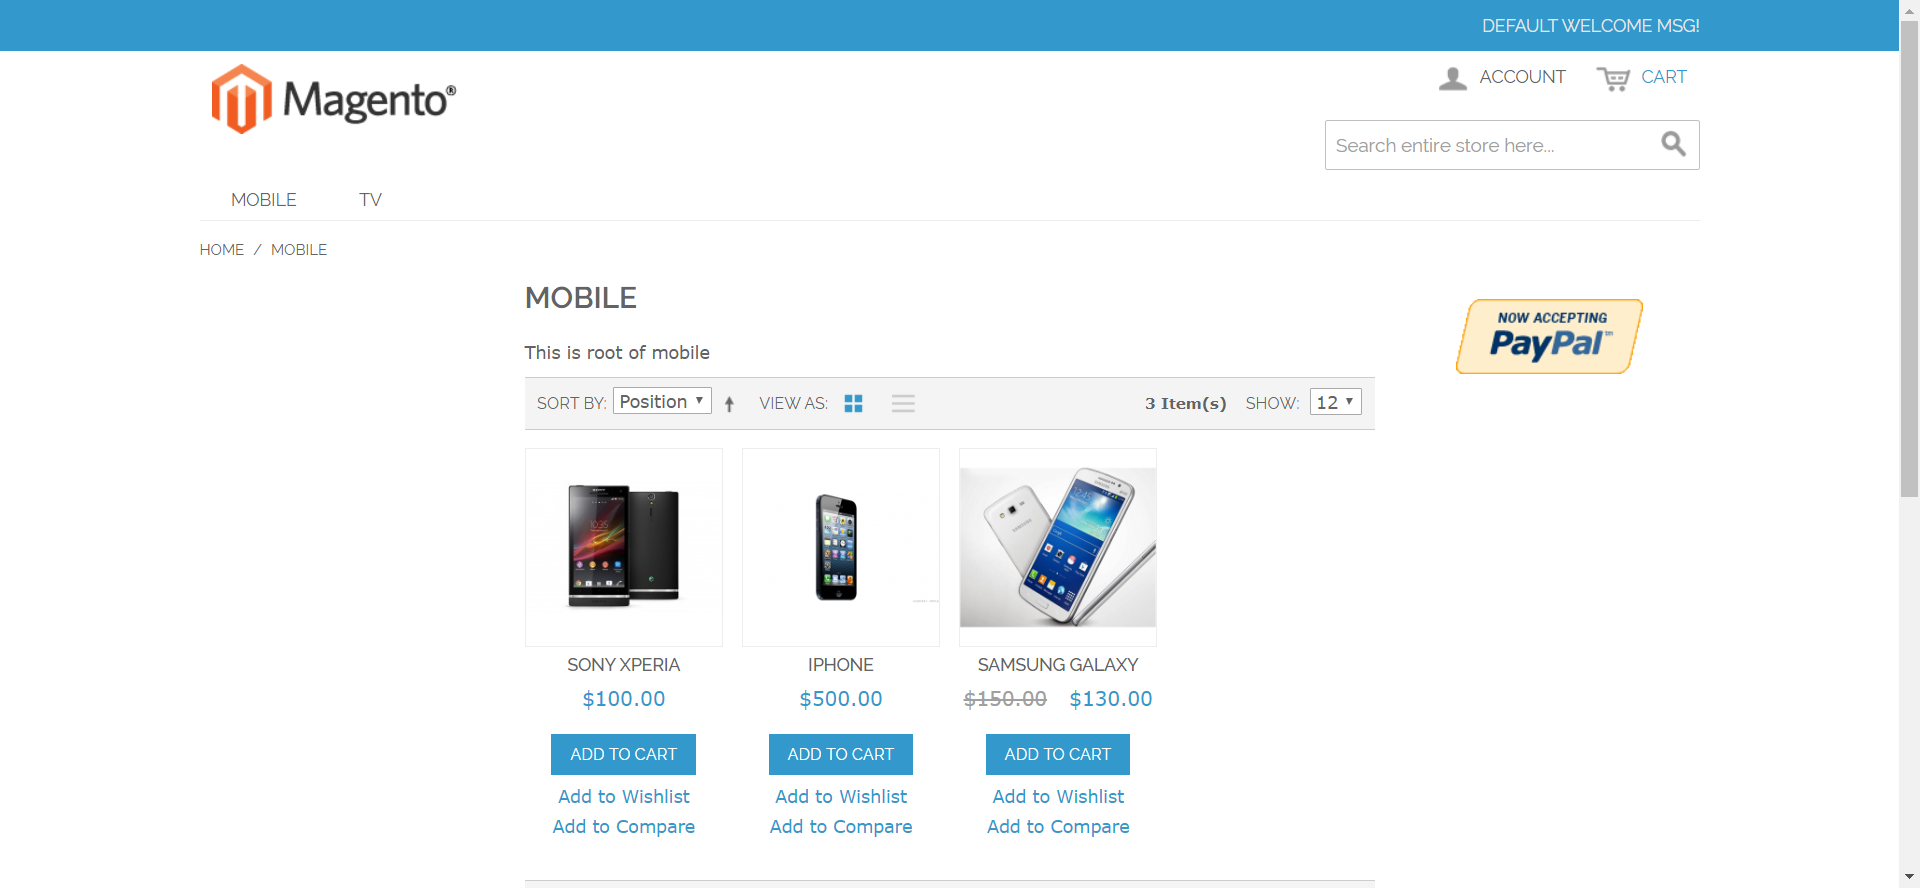 DEFAULT WELCOME MSG!
Magento®
ACCOUNT CART
Search entire store here...
MOBILE TV
HOME / MOBILE
MOBILE
NOW ACCEPTING
PayPal™
This is root of mobile
SORT BY: Position VIEW AS: 3 Item(s) SHOW: 12
SONY XPERIA IPHONE SAMSUNG GALAXY
$100.00 $500.00 $150.00 $130.00
ADD TO CART ADD TO CART ADD TO CART
Add to Wishlist Add to Wishlist Add to Wishlist
Add to Compare Add to Compare Add to Compare